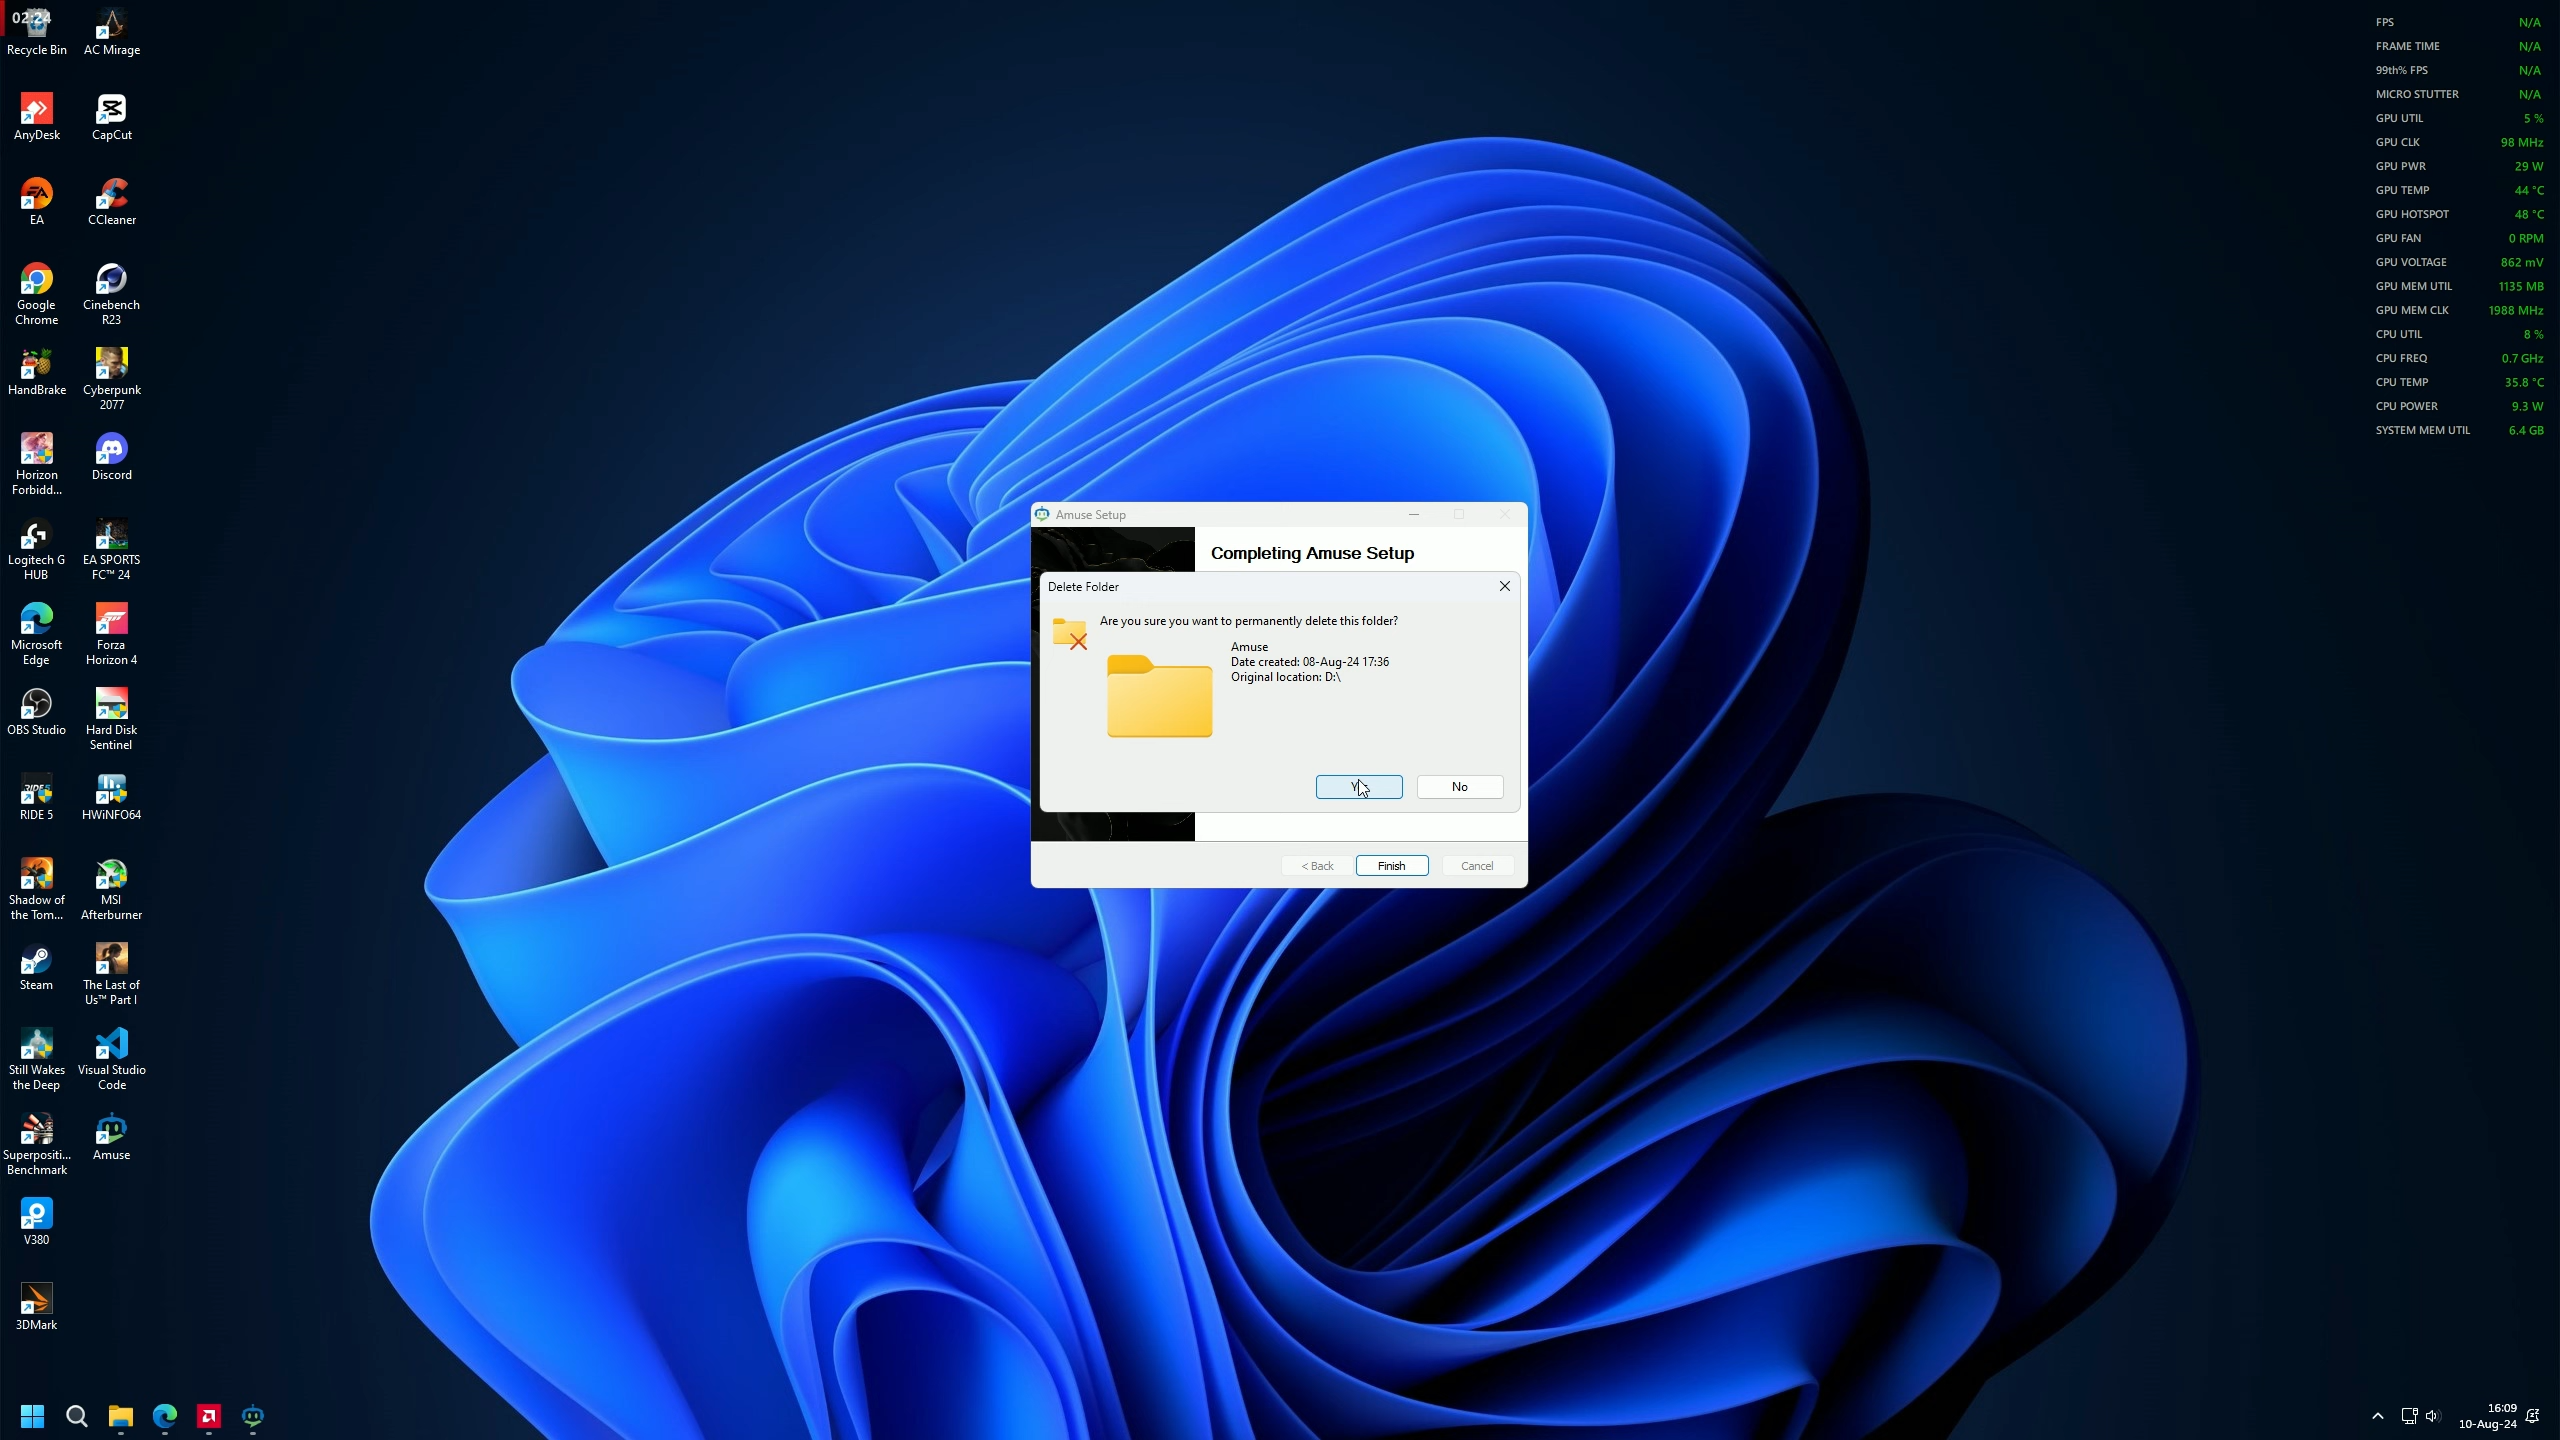 02:24
Recycle Bin
AC Mirage
AnyDesk
CapCut
EA
CCleaner
Google
Chrome
Cinebench
R23
HandBrake
Cyberpunk
2077
Horizon
Forbidd...
Discord
Logitech G
HUB
EA SPORTS
FC™ 24
Microsoft
Edge
Forza
Horizon 4
OBS Studio
Hard Disk
Sentinel
RIDE 5
HWiNFO64
Shadow of
the Tom...
MSI
Afterburner
Steam
The Last of
Us™ Part I
Still Wakes
the Deep
Visual Studio
Code
Superpositi...
Benchmark
Amuse
V380
3DMark
Amuse Setup
Completing Amuse Setup
Delete Folder
Are you sure you want to permanently delete this folder?
Amuse
Date created: 08-Aug-24 17:36
Original location: D:\
No
< Back
Finish
Cancel
FPS N/A
FRAME TIME N/A
99th% FPS N/A
MICRO STUTTER N/A
GPU UTIL 5 %
GPU CLK 98 MHz
GPU PWR 29 W
GPU TEMP 44 °C
GPU HOTSPOT 48 °C
GPU FAN 0 RPM
GPU VOLTAGE 862 mV
GPU MEM UTIL 1135 MB
GPU MEM CLK 1988 MHz
CPU UTIL 8 %
CPU FREQ 0.7 GHz
CPU TEMP 35.8 °C
CPU POWER 9.3 W
SYSTEM MEM UTIL 6.4 GB
16:09
10-Aug-24